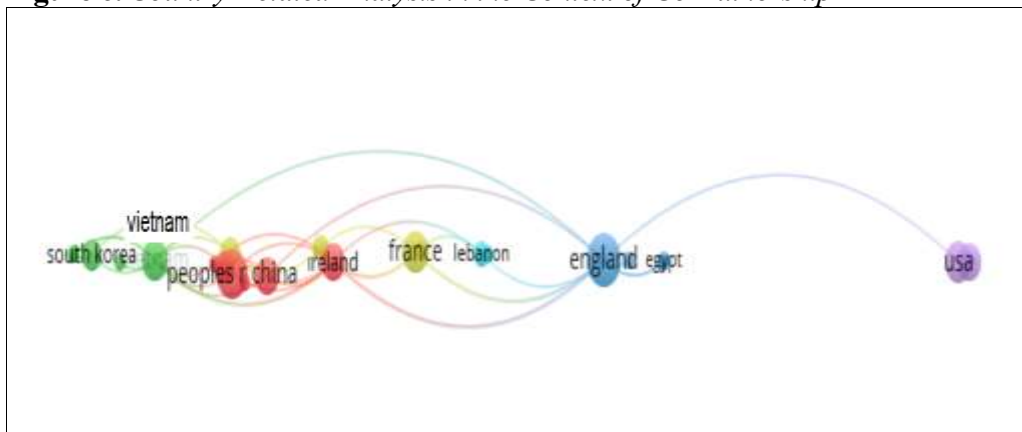 vietnam
south korea
peoples r china
ireland
france
lebanon
england
egypt
usa